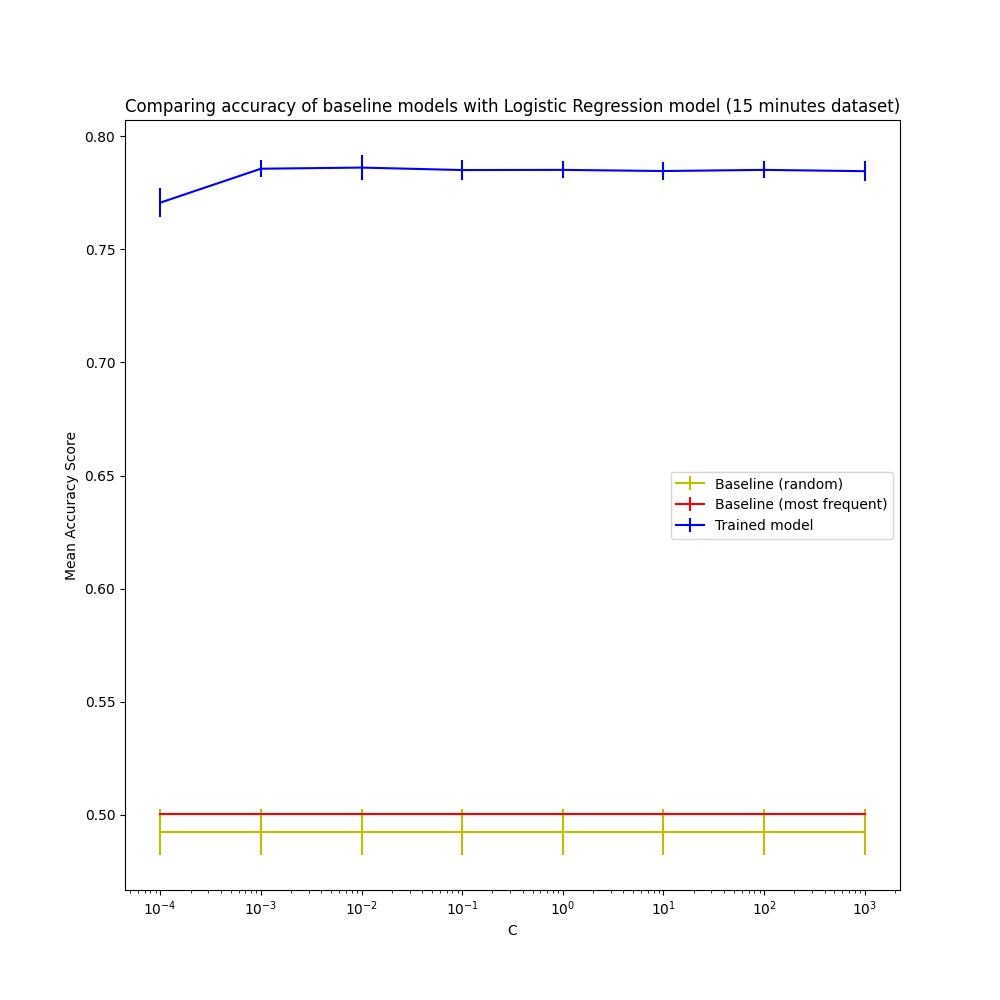 Comparing accuracy of baseline models with Logistic Regression model (15 minutes dataset)
0.80
0.75
0.70
0.65
0.60
0.55
0.50
Mean Accuracy Score
Baseline (random)
Baseline (most frequent)
Trained model
10⁻⁴ 10⁻³ 10⁻² 10⁻¹ 10⁰ 10¹ 10² 10³
C